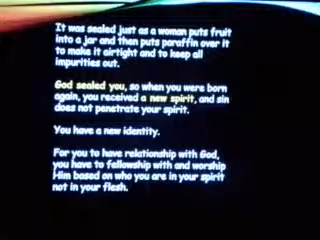 It was sealed just as a woman puts fruit
into a jar and then puts paraffin over it
to make it airtight and to keep all
impurities out.
God sealed you, so when you were born
again, you received a new spirit, and sin
does not penetrate your spirit.
You have a new identity.
For you to have relationship with God,
you have to fellowship with and worship
Him based on who you are in your spirit
not in your flesh.